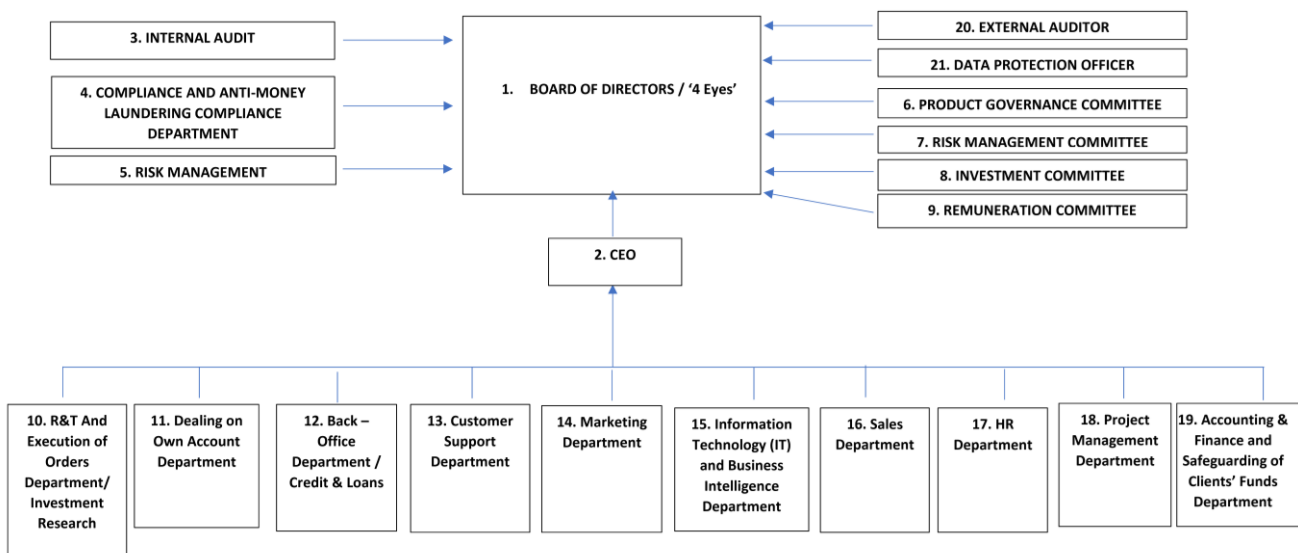 3. INTERNAL AUDIT
4. COMPLIANCE AND ANTI-MONEY
LAUNDERING COMPLIANCE
DEPARTMENT
5. RISK MANAGEMENT
1. BOARD OF DIRECTORS / ‘4 Eyes’
20. EXTERNAL AUDITOR
21. DATA PROTECTION OFFICER
6. PRODUCT GOVERNANCE COMMITTEE
7. RISK MANAGEMENT COMMITTEE
8. INVESTMENT COMMITTEE
9. REMUNERATION COMMITTEE
2. CEO
10. R&T And
Execution of
Orders
Department/
Investment
Research
11. Dealing on
Own Account
Department
12. Back –
Office
Department /
Credit & Loans
13. Customer
Support
Department
14. Marketing
Department
15. Information
Technology (IT)
and Business
Intelligence
Department
16. Sales
Department
17. HR
Department
18. Project
Management
Department
19. Accounting &
Finance and
Safeguarding of
Clients’ Funds
Department